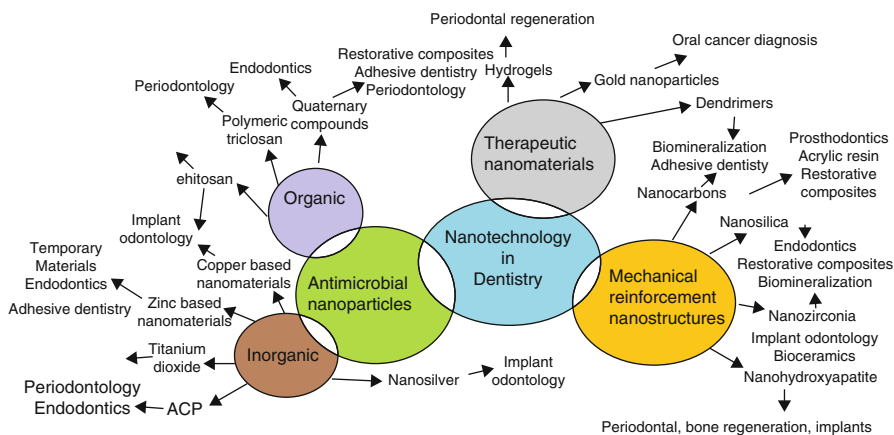 Periodontal regeneration
Oral cancer diagnosis
Restorative composites
Adhesive dentistry
Periodontology
Endodontics
Hydrogels
Gold nanoparticles
Periodontology
Quaternary
compounds
Dendrimers
Polymeric
triclosan
Therapeutic
nanomaterials
Biomineralization
Adhesive dentisty
Prosthodontics
Acrylic resin
Restorative
composites
ehitosan
Nanocarbons
Organic
Implant
odontology
Nanosilica
Nanotechnology
in
Dentistry
Temporary
Materials
Endodontics
Adhesive dentistry
Copper based
nanomaterials
Antimicrobial
nanoparticles
Mechanical
reinforcement
nanostructures
Endodontics
Restorative composites
Biomineralization
Zinc based
nanomaterials
Nanozirconia
Inorganic
Titanium
dioxide
Implant odontology
Bioceramics
Nanohydroxyapatite
Nanosilver
Implant
odontology
Periodontology
Endodontics
ACP
Periodontal, bone regeneration, implants